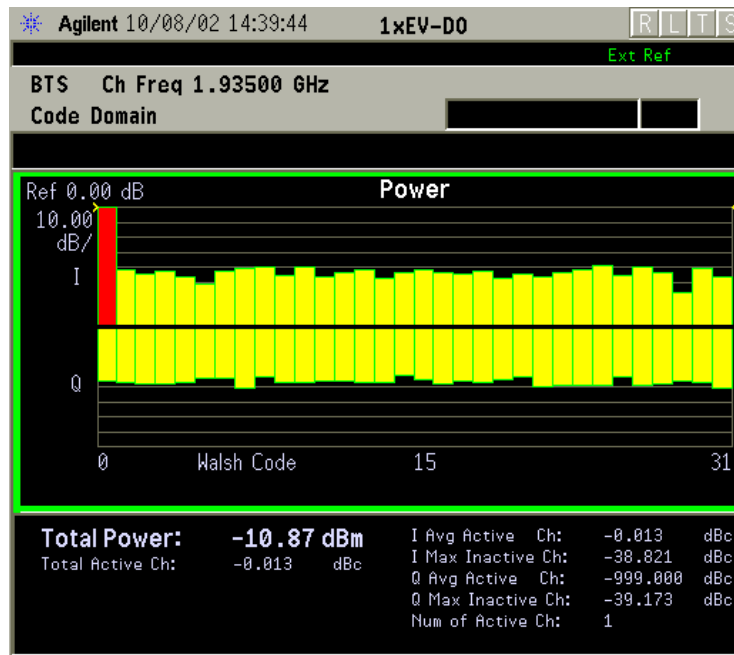 Agilent 10/08/02 14:39:44 1xEV-DO R L T S
Ext Ref
BTS Ch Freq 1.93500 GHz
Code Domain
Ref 0.00 dB Power
10.00
dB/
I
Q
0 Walsh Code 15 31
Total Power: -10.87 dBm
Total Active Ch: -0.013 dBc
I Avg Active Ch: -0.013 dBc
I Max Inactive Ch: -38.821 dBc
Q Avg Active Ch: -999.000 dBc
Q Max Inactive Ch: -39.173 dBc
Num of Active Ch: 1